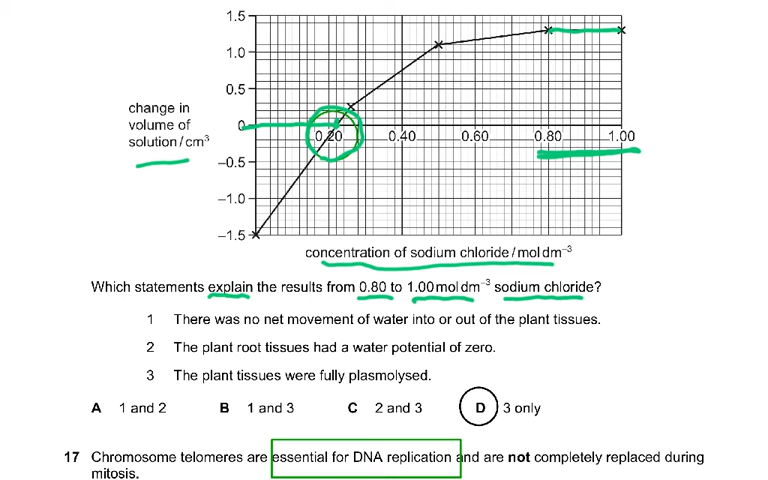 1.5
1.0
0.5
change in
volume of
solution / cm³
0
0.20 0.40 0.60 0.80 1.00
–0.5
–1.0
–1.5
concentration of sodium chloride / mol dm⁻³
Which statements explain the results from 0.80 to 1.00 mol dm⁻³ sodium chloride?
1 There was no net movement of water into or out of the plant tissues.
2 The plant root tissues had a water potential of zero.
3 The plant tissues were fully plasmolysed.
A 1 and 2 B 1 and 3 C 2 and 3 D 3 only
17 Chromosome telomeres are essential for DNA replication and are not completely replaced during
mitosis.